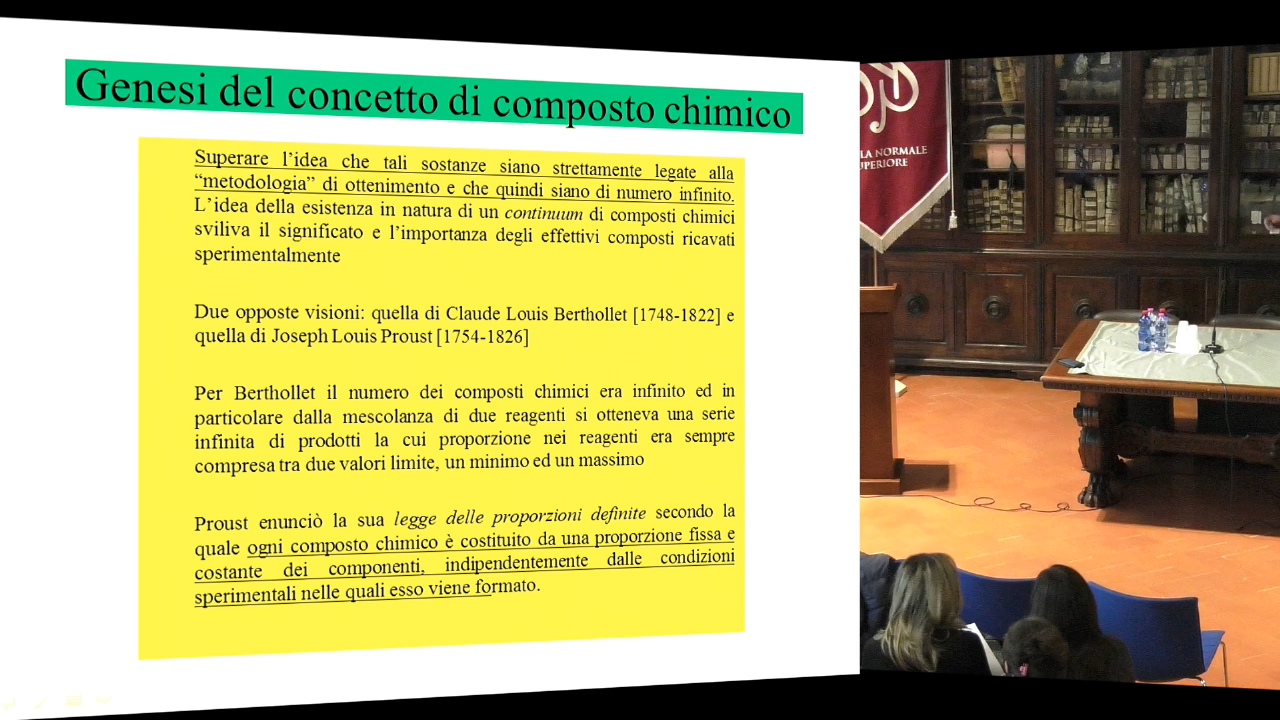 Genesi del concetto di composto chimico
Superare l’idea che tali sostanze siano strettamente legate alla
“metodologia” di ottenimento e che quindi siano di numero infinito.
L’idea della esistenza in natura di un continuum di composti chimici
sviliva il significato e l’importanza degli effettivi composti ricavati
sperimentalmente
Due opposte visioni: quella di Claude Louis Berthollet [1748-1822] e
quella di Joseph Louis Proust [1754-1826]
Per Berthollet il numero dei composti chimici era infinito ed in
particolare dalla mescolanza di due reagenti si otteneva una serie
infinita di prodotti la cui proporzione nei reagenti era sempre
compresa tra due valori limite, un minimo ed un massimo
Proust enunciò la sua legge delle proporzioni definite secondo la
quale ogni composto chimico è costituito da una proporzione fissa e
costante dei componenti, indipendentemente dalle condizioni
sperimentali nelle quali esso viene formato.
LA NORMALE
UPERIORE